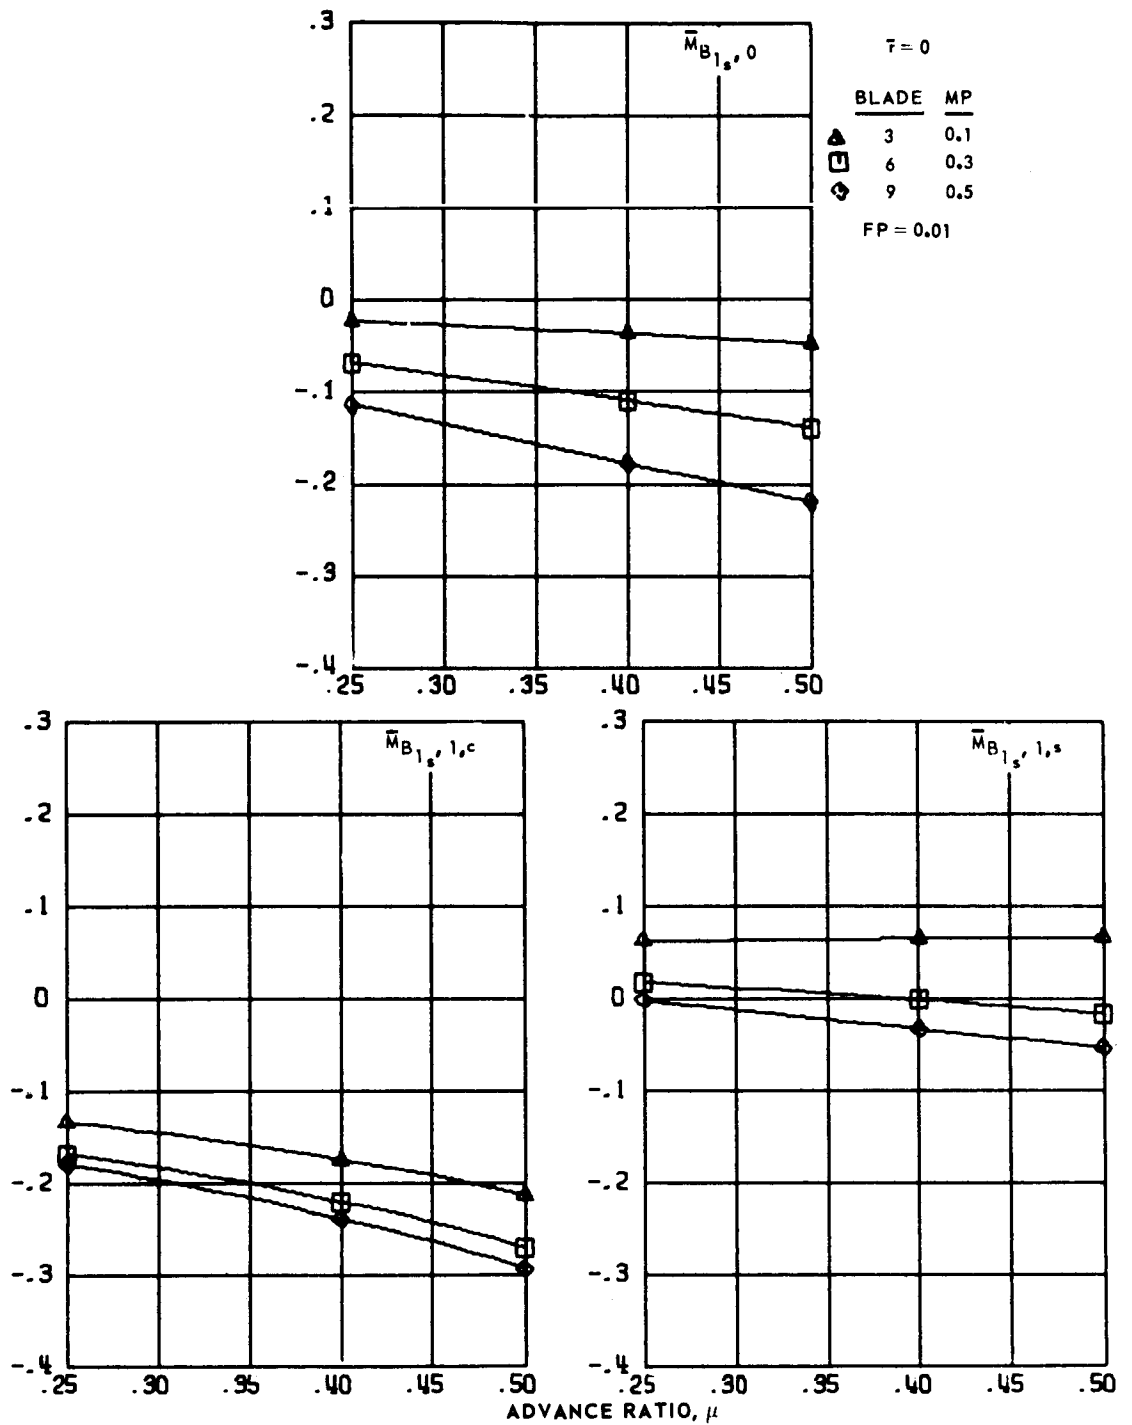 .3
M̄B1s, 0
r̄ = 0
BLADE MP
3 0.1
6 0.3
9 0.5
FP = 0.01
.2
.1
0
-.1
-.2
-.3
-.4
.25 .30 .35 .40 .45 .50
.3
M̄B1s, 1,c
.2
.1
0
-.1
-.2
-.3
-.4
.25 .30 .35 .40 .45 .50
.3
M̄B1s, 1,s
.2
.1
0
-.1
-.2
-.3
-.4
.25 .30 .35 .40 .45 .50
ADVANCE RATIO, μ